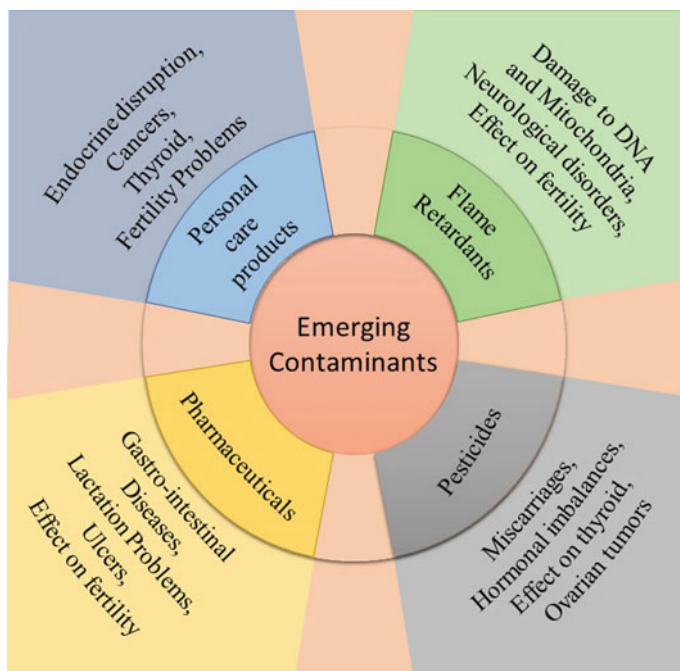 Endocrine disruption,
Cancers,
Thyroid,
Fertility Problems
Personal
care
products
Damage to DNA
and Mitochondria,
Neurological disorders,
Effect on fertility
Flame
Retardants
Emerging
Contaminants
Pharmaceuticals
Gastro-intestinal
Diseases,
Lactation Problems,
Ulcers,
Effect on fertility
Pesticides
Miscarriages,
Hormonal imbalances,
Effect on thyroid,
Ovarian tumors